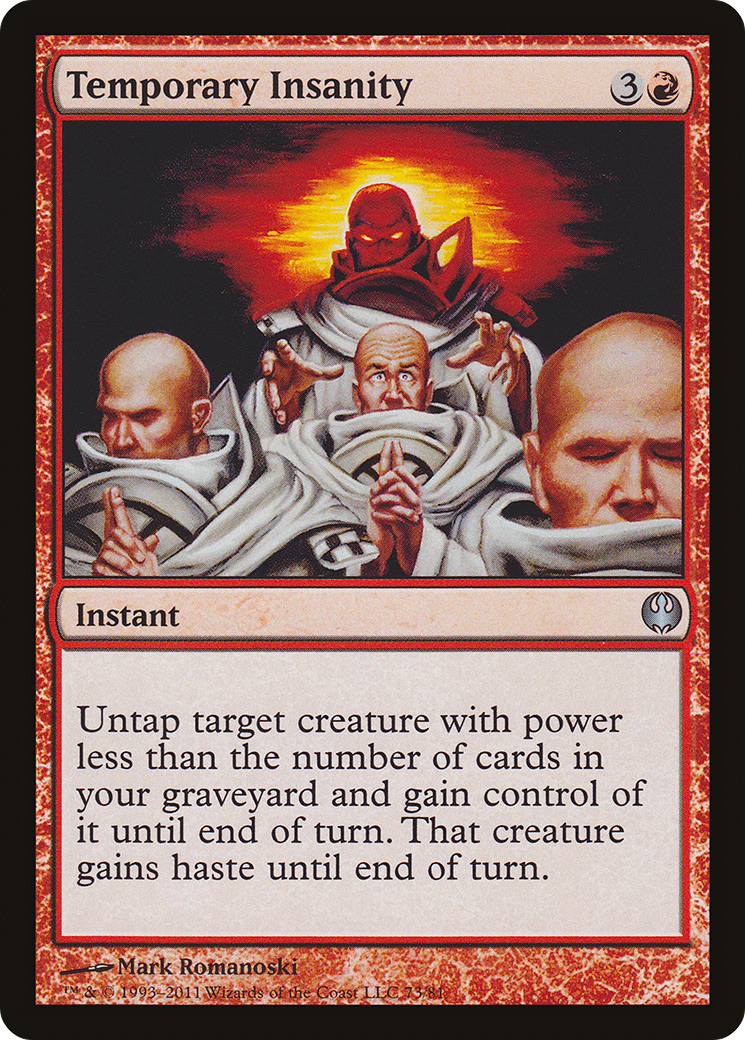 Temporary Insanity 3
Instant
Untap target creature with power
less than the number of cards in
your graveyard and gain control of
it until end of turn. That creature
gains haste until end of turn.
Mark Romanoski
™ & © 1993–2011 Wizards of the Coast LLC 73/81